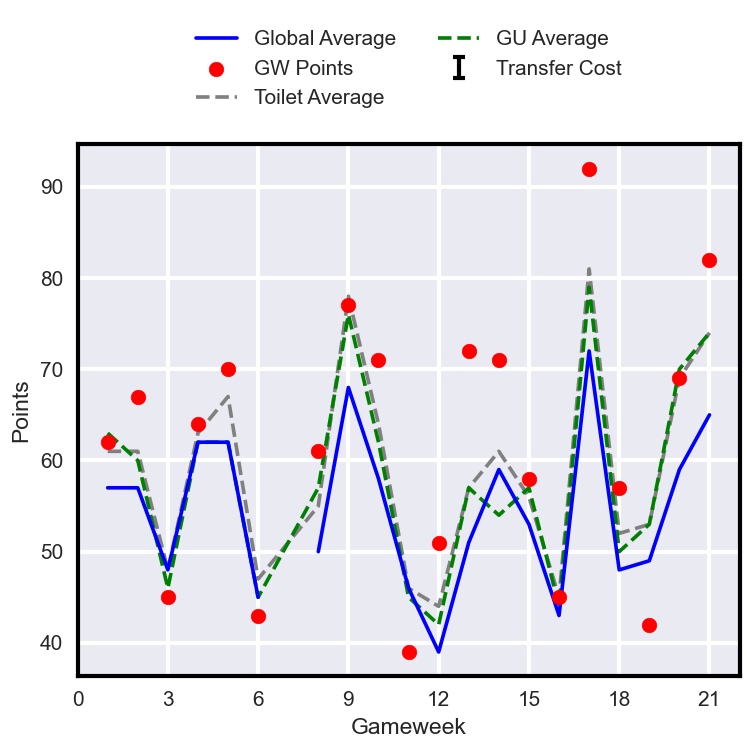 Global Average
GW Points
Toilet Average
GU Average
Transfer Cost
90
80
70
60
50
40
Points
0 3 6 9 12 15 18 21
Gameweek